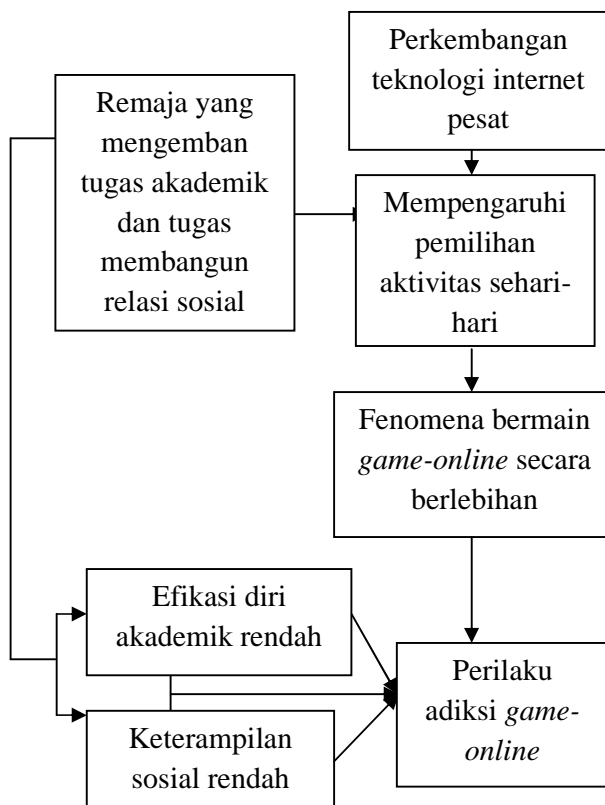 Perkembangan
teknologi internet
pesat
Remaja yang
mengemban
tugas akademik
dan tugas
membangun
relasi sosial
Mempengaruhi
pemilihan
aktivitas sehari-
hari
Fenomena bermain
game-online secara
berlebihan
Efikasi diri
akademik rendah
Keterampilan
sosial rendah
Perilaku
adiksi game-
online